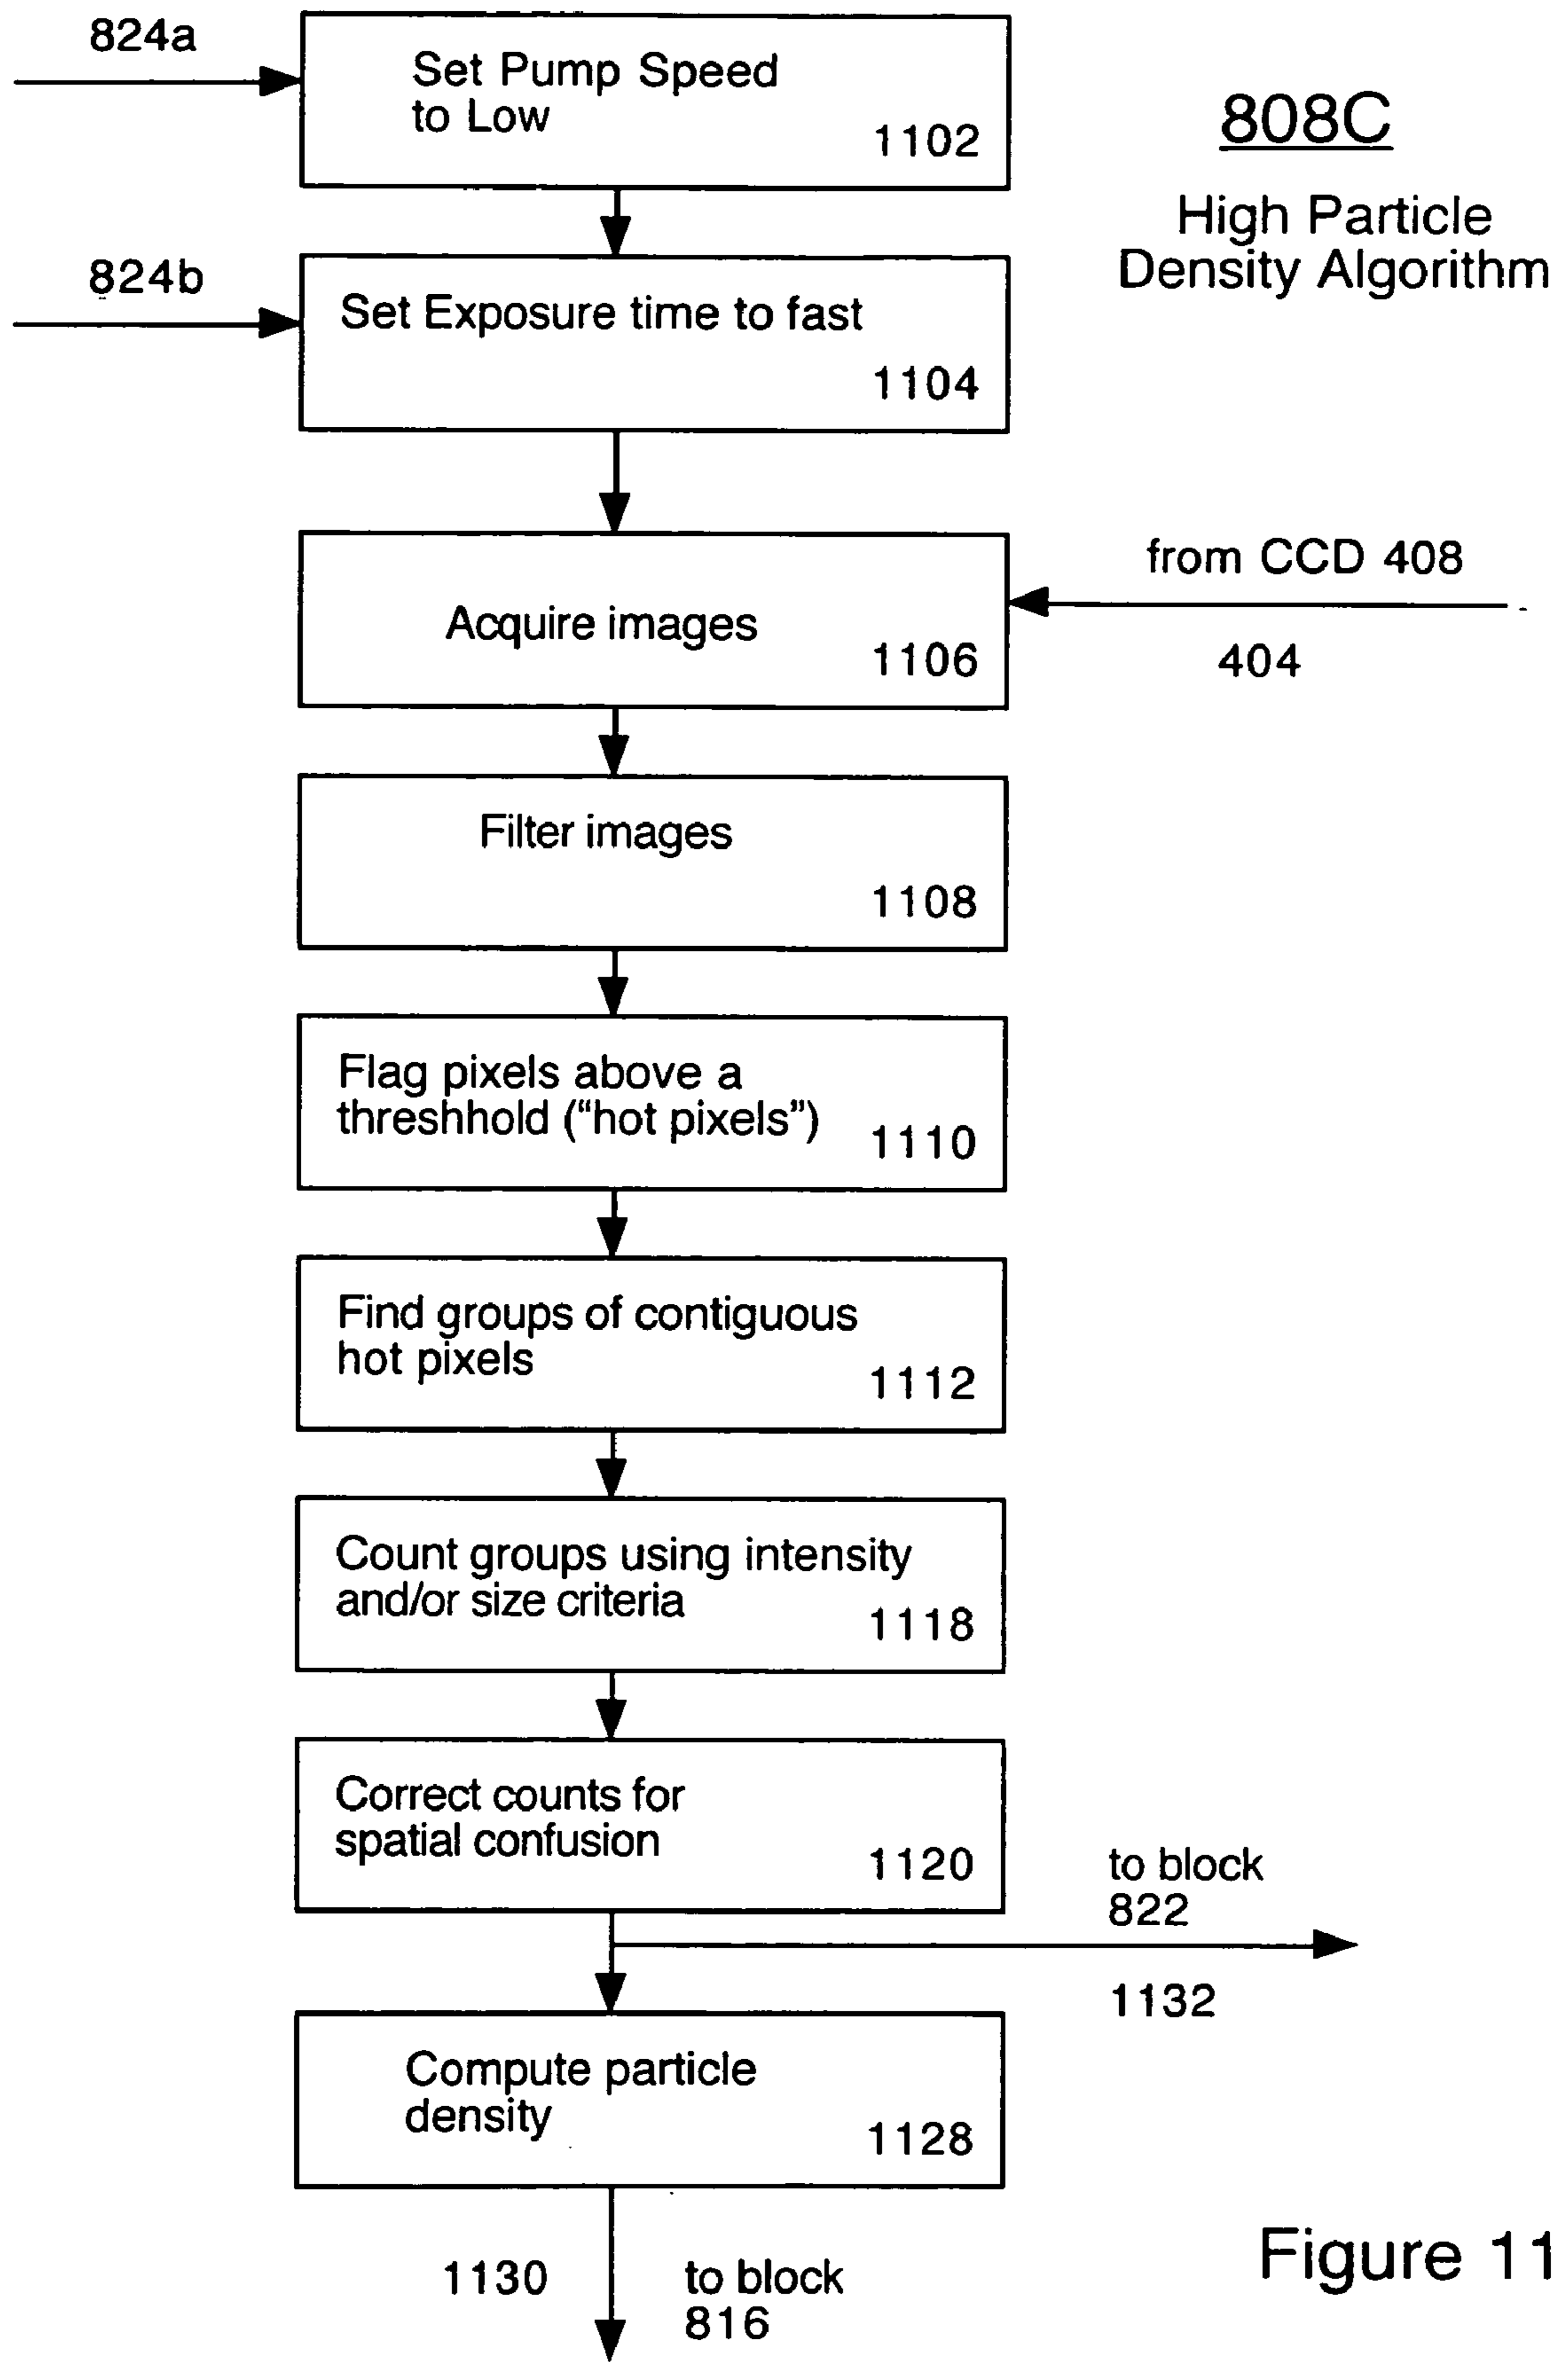 824a
Set Pump Speed
to Low
1102
808C
High Particle
Density Algorithm
824b
Set Exposure time to fast
1104
from CCD 408
Acquire images
1106
404
Filter images
1108
Flag pixels above a
threshhold (“hot pixels”)
1110
Find groups of contiguous
hot pixels
1112
Count groups using intensity
and/or size criteria
1118
Correct counts for
spatial confusion
1120
to block
822
1132
Compute particle
density
1128
1130
to block
816
Figure 11